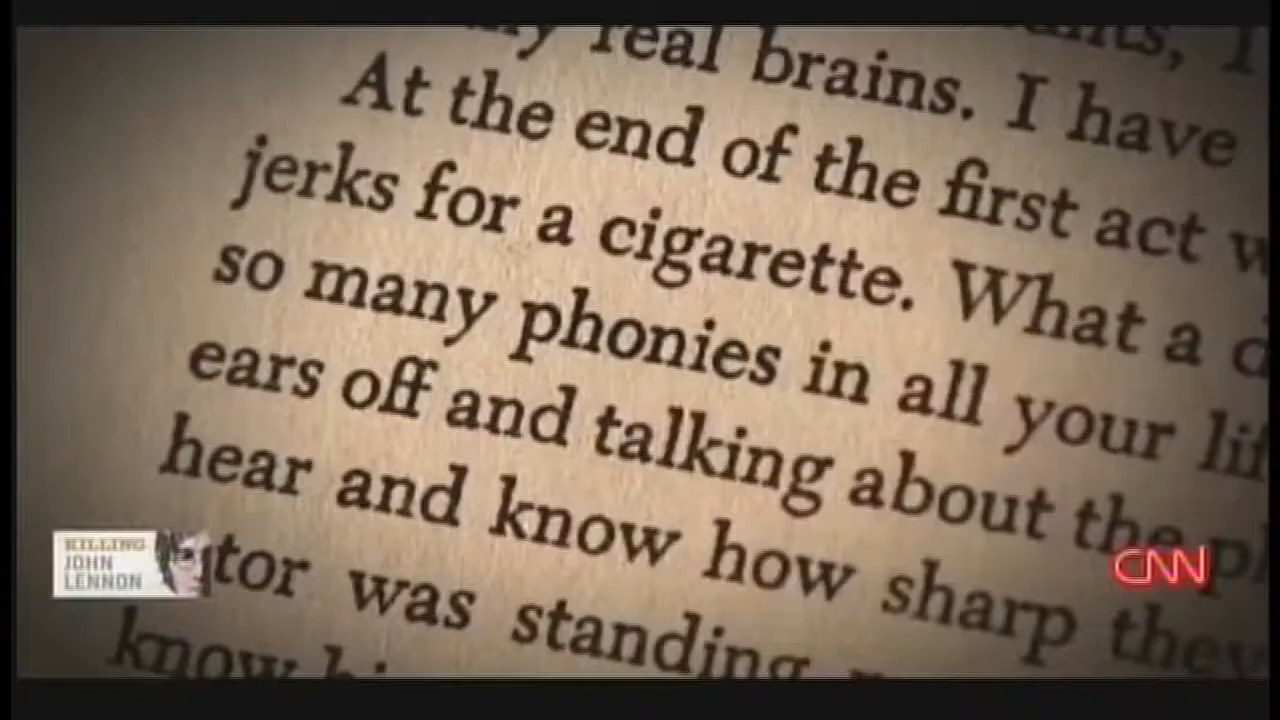 real brains. I have
At the end of the first act
jerks for a cigarette. What a
so many phonies in all your
ears off and talking about the
hear and know how sharp they
tor was standing
know
KILLING
JOHN
LENNON
CNN